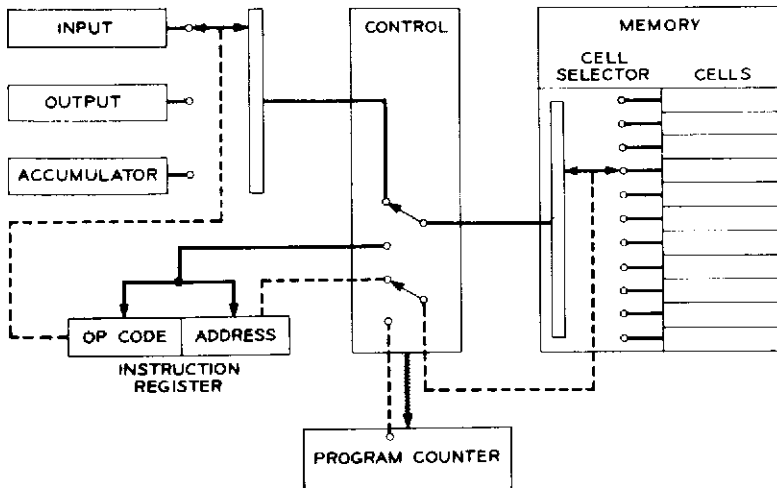 INPUT
CONTROL
MEMORY
CELL
SELECTOR
CELLS
OUTPUT
ACCUMULATOR
OP CODE
ADDRESS
INSTRUCTION
REGISTER
PROGRAM COUNTER